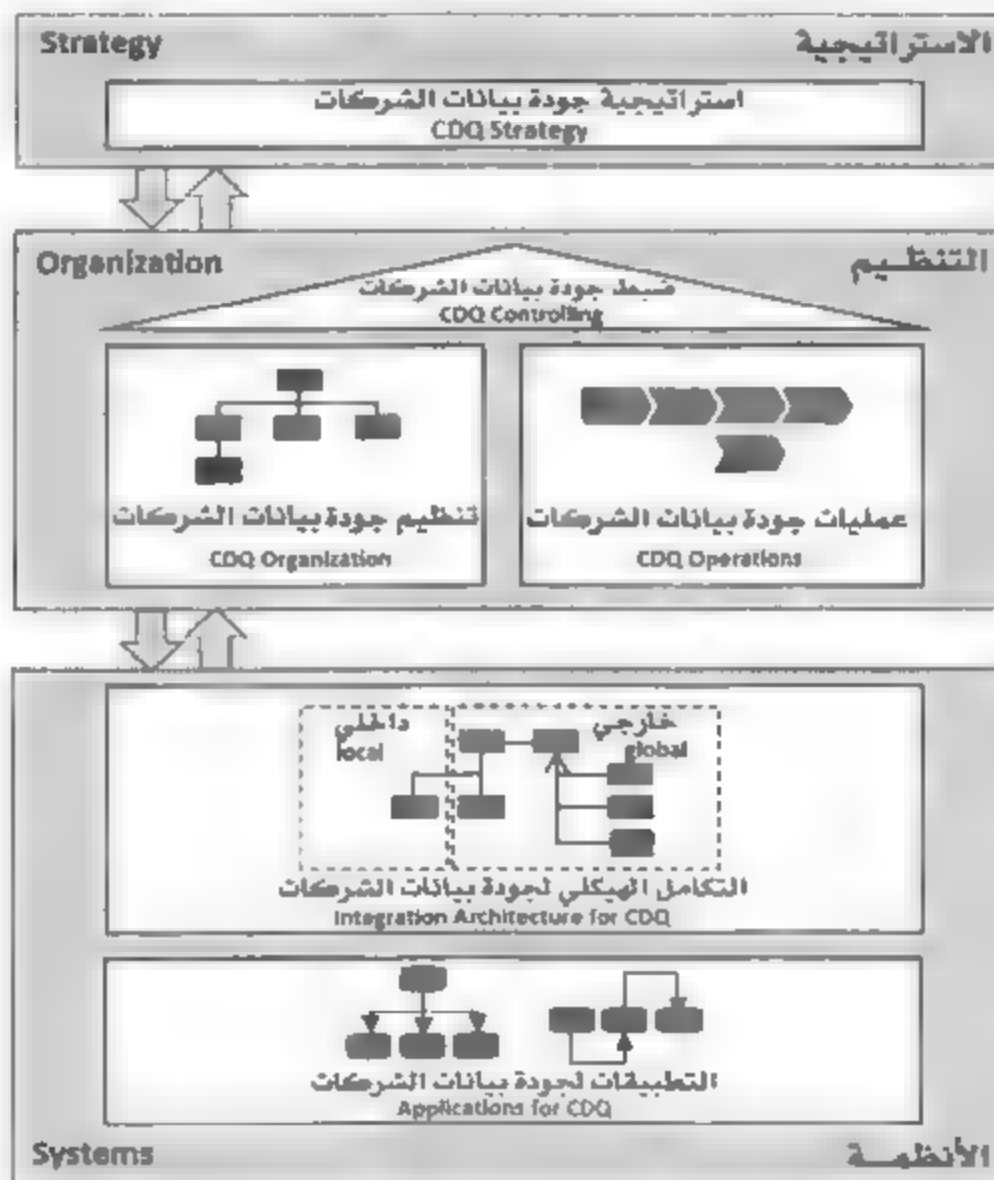 Strategy الاستراتيجية
استراتيجية جودة بيانات الشركات
CDQ Strategy
Organization التنظـــيم
ضبط جودة بيانات الشركات
CDQ Controlling
تنظيم جودة بيانات الشركات
CDQ Organization
عمليات جودة بيانات الشركات
CDQ Operations
داخلي
local
خارجي
global
التكامل الهيكلي لجودة بيانات الشركات
Integration Architecture for CDQ
التطبيقات لجودة بيانات الشركات
Applications for CDQ
Systems الأنظمـــة